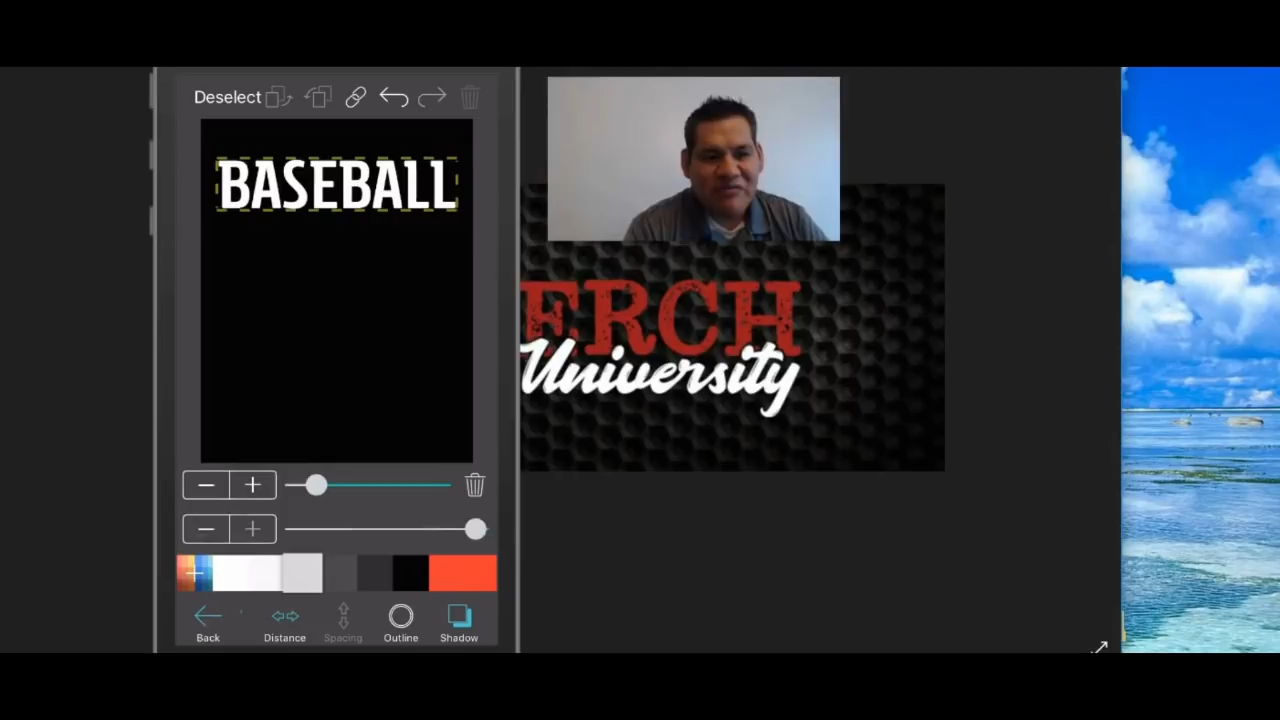 Deselect
BASEBALL
ERCH
University
Back
Distance
Spacing
Outline
Shadow